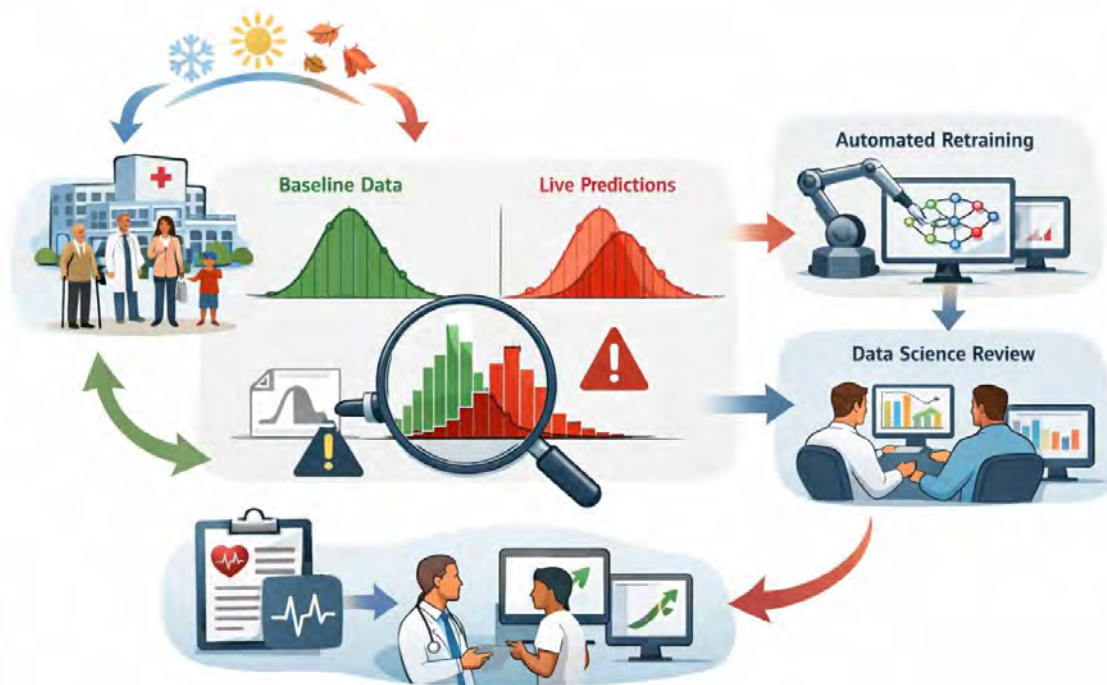 Baseline Data
Live Predictions
Automated Retraining
Data Science Review